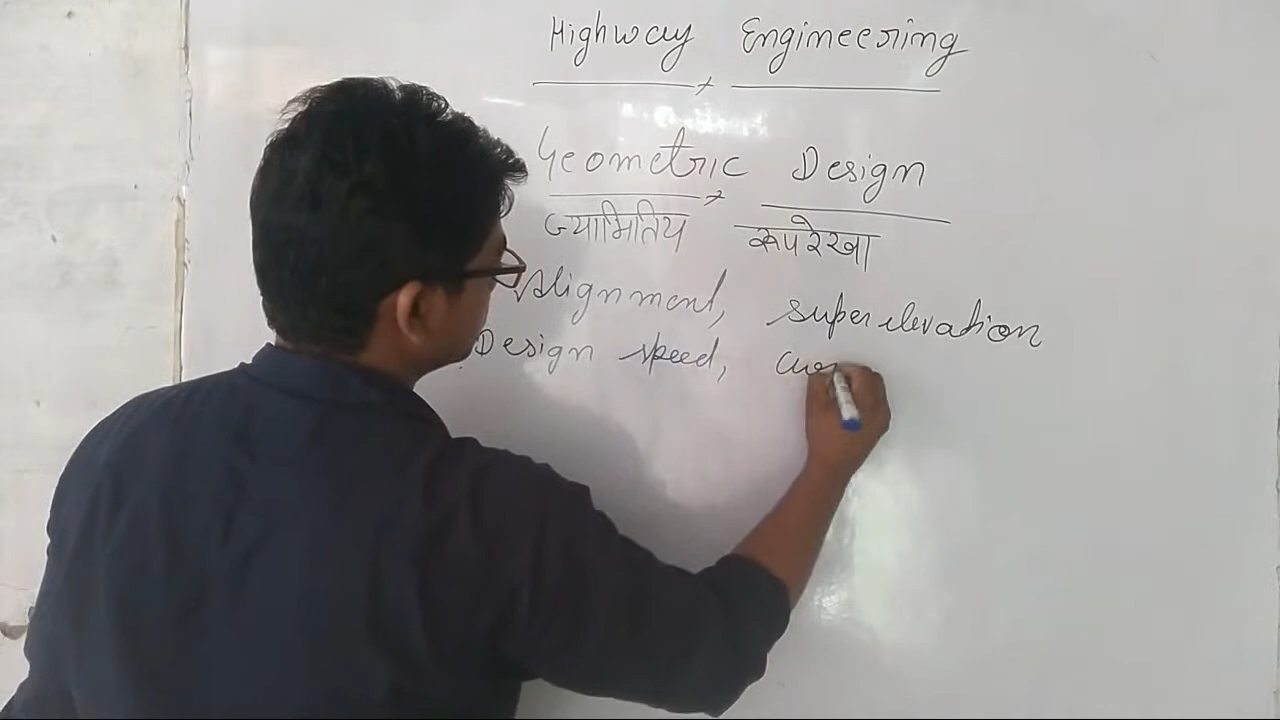 Highway Engineering
Geometric Design
ज्यामितिय रूपरेखा
Alignment, superelevation
Design speed,